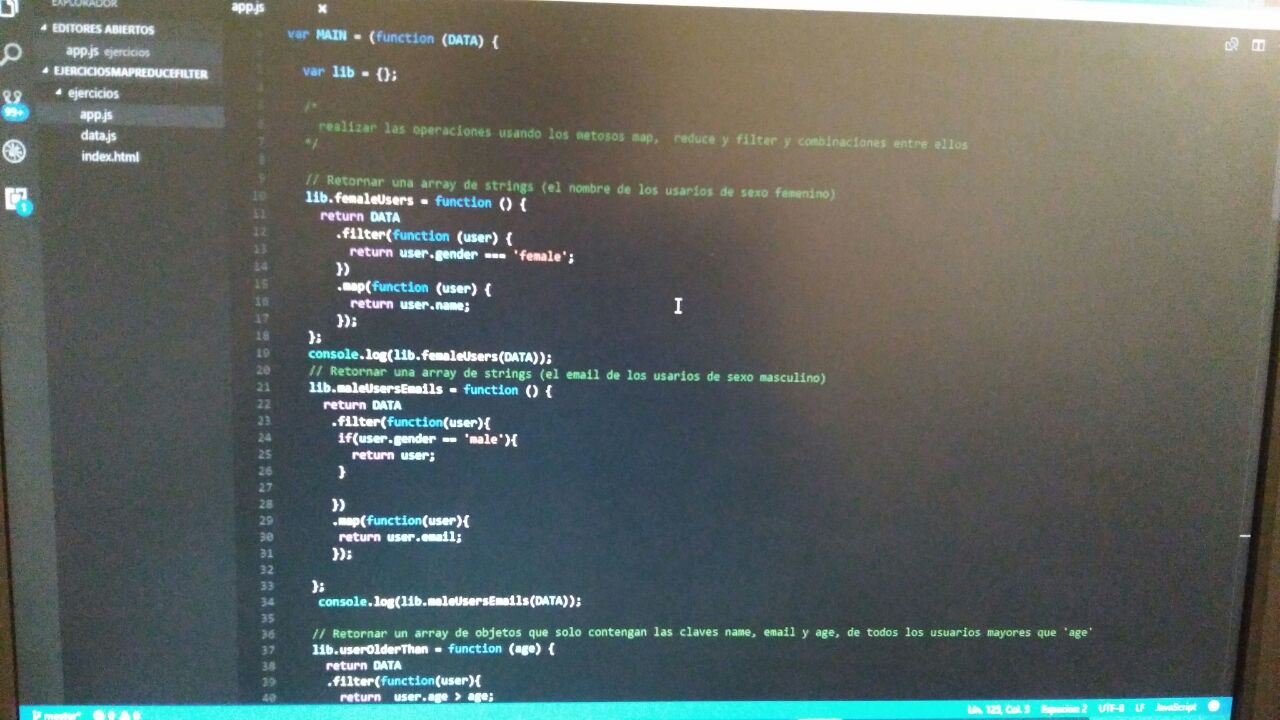 EXPLORADOR
EDITORES ABIERTOS
app.js ejercicios
EJERCICIOSMAPREDUCEFILTER
ejercicios
app.js
data.js
index.html
99+
1
app.js
var MAIN = (function (DATA) {
var lib = {};
/*
realizar las operaciones usando los metosos map, reduce y filter y combinaciones entre ellos
*/
9 // Retornar una array de strings (el nombre de los usarios de sexo femenino)
10 lib.femaleUsers = function () {
11 return DATA
12 .filter(function (user) {
13 return user.gender === 'female';
14 })
15 .map(function (user) {
16 return user.name;
17 });
18 };
19 console.log(lib.femaleUsers(DATA));
20 // Retornar una array de strings (el email de los usarios de sexo masculino)
21 lib.maleUsersEmails = function () {
22 return DATA
23 .filter(function(user){
24 if(user.gender == 'male'){
25 return user;
26 }
27
28 })
29 .map(function(user){
30 return user.email;
31 });
32
33 };
34 console.log(lib.maleUsersEmails(DATA));
35
36 // Retornar un array de objetos que solo contengan las claves name, email y age, de todos los usuarios mayores que 'age'
37 lib.userOlderThan = function (age) {
38 return DATA
39 .filter(function(user){
40 return user.age > age;
master* Lín. 123, Col. 3 Espacios: 2 UTF-8 LF JavaScript